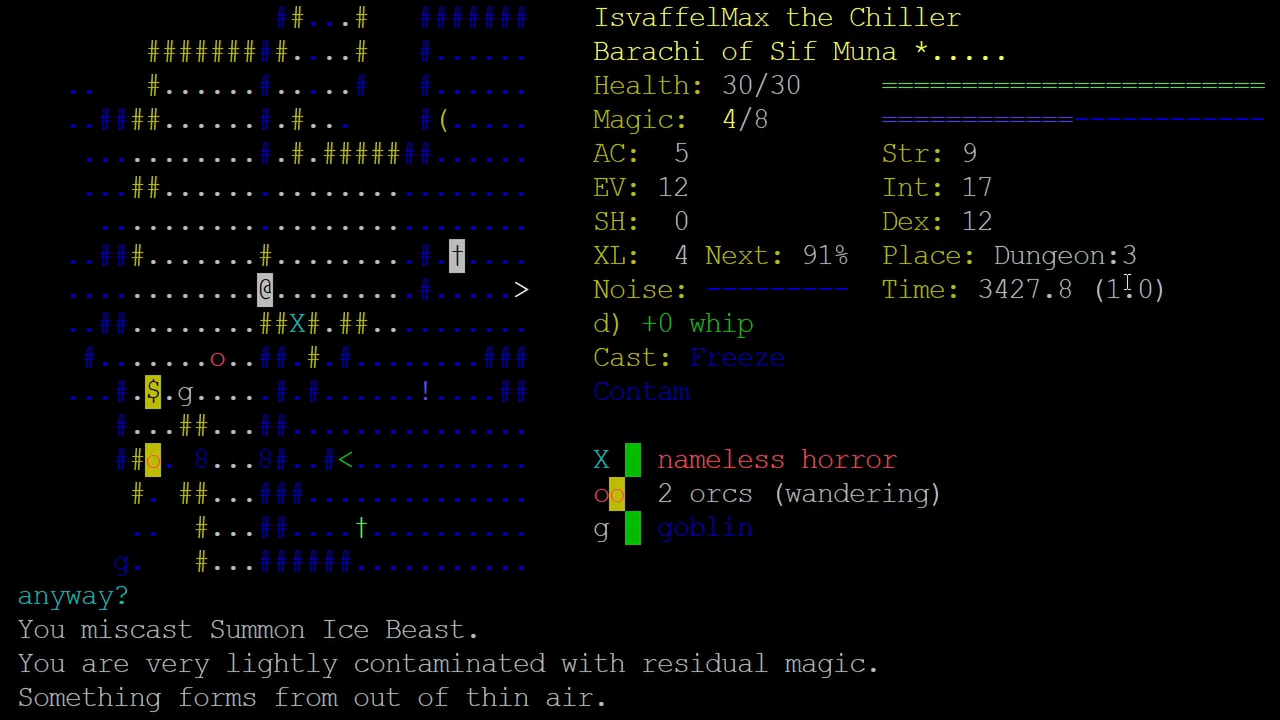 ##...# ####### IsvaffelMax the Chiller
#########....# #...... Barachi of Sif Muna *.....
.. #......#.....# #...... Health: 30/30 ========================
..####......#.#... #(..... Magic: 4/8 ========================
...........#.#.#######...... AC: 5 Str: 9
...##....................... EV: 12 Int: 17
........................... SH: 0 Dex: 12
..###.......#.........#.†.... XL: 4 Next: 91% Place: Dungeon:3
............@.........#.....> Noise: --------- Time: 3427.8 (1.0)
..##........##X#.##.......... d) +0 whip
#.......o..##.#.#........### Cast: Freeze
...#.$.g.....#.#......!...## Contam
#...##...##..............
##o. 8...8#..#<........... X nameless horror
#. ##...###.............. oo 2 orcs (wandering)
.. #...##....†.......... g goblin
g. #...######...........
anyway?
You miscast Summon Ice Beast.
You are very lightly contaminated with residual magic.
Something forms from out of thin air.